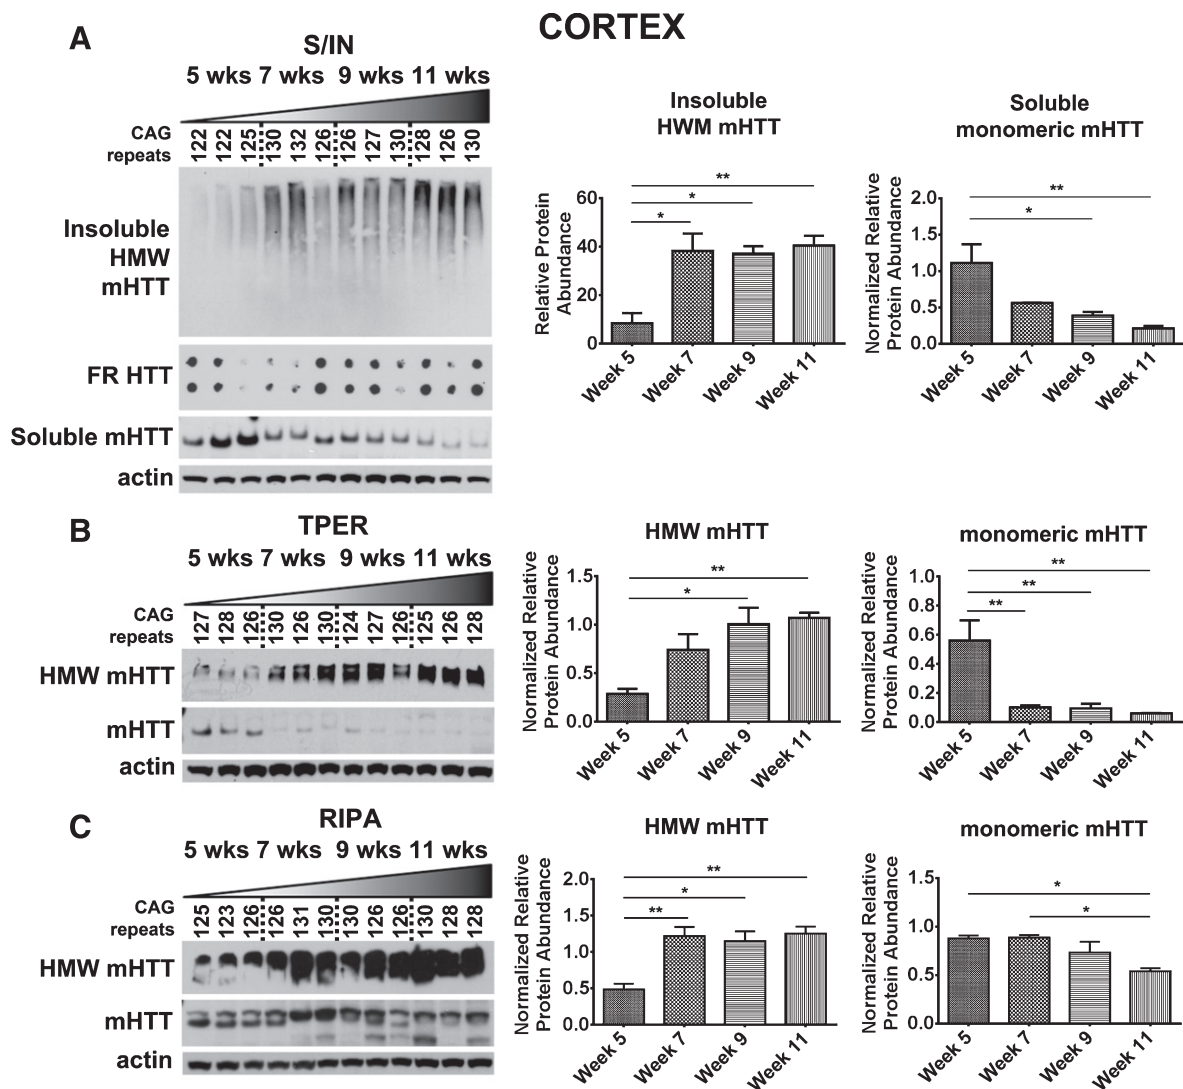 CORTEX
A
S/IN
5 wks 7 wks 9 wks 11 wks
CAG
repeats
122 122 125 130 132 126 126 127 130 128 126 130
Insoluble
HMW
mHTT
FR HTT
Soluble mHTT
actin
Insoluble
HWM mHTT
Relative Protein
Abundance
60
40
20
0
*
*
**
Week 5 Week 7 Week 9 Week 11
Soluble
monomeric mHTT
Normalized Relative
Protein Abundance
2.0
1.5
1.0
0.5
0.0
**
*
Week 5 Week 7 Week 9 Week 11
B
TPER
5 wks 7 wks 9 wks 11 wks
CAG
repeats
127 128 126 130 126 130 124 127 126 125 126 128
HMW mHTT
mHTT
actin
HMW mHTT
Normalized Relative
Protein Abundance
1.5
1.0
0.5
0.0
**
*
Week 5 Week 7 Week 9 Week 11
monomeric mHTT
Normalized Relative
Protein Abundance
1.0
0.8
0.6
0.4
0.2
0.0
**
**
**
Week 5 Week 7 Week 9 Week 11
C
RIPA
5 wks 7 wks 9 wks 11 wks
CAG
repeats
125 123 126 126 131 130 130 126 126 130 128 128
HMW mHTT
mHTT
actin
HMW mHTT
Normalized Relative
Protein Abundance
2.0
1.5
1.0
0.5
0.0
**
*
**
Week 5 Week 7 Week 9 Week 11
monomeric mHTT
Normalized Relative
Protein Abundance
1.5
1.0
0.5
0.0
*
*
Week 5 Week 7 Week 9 Week 11